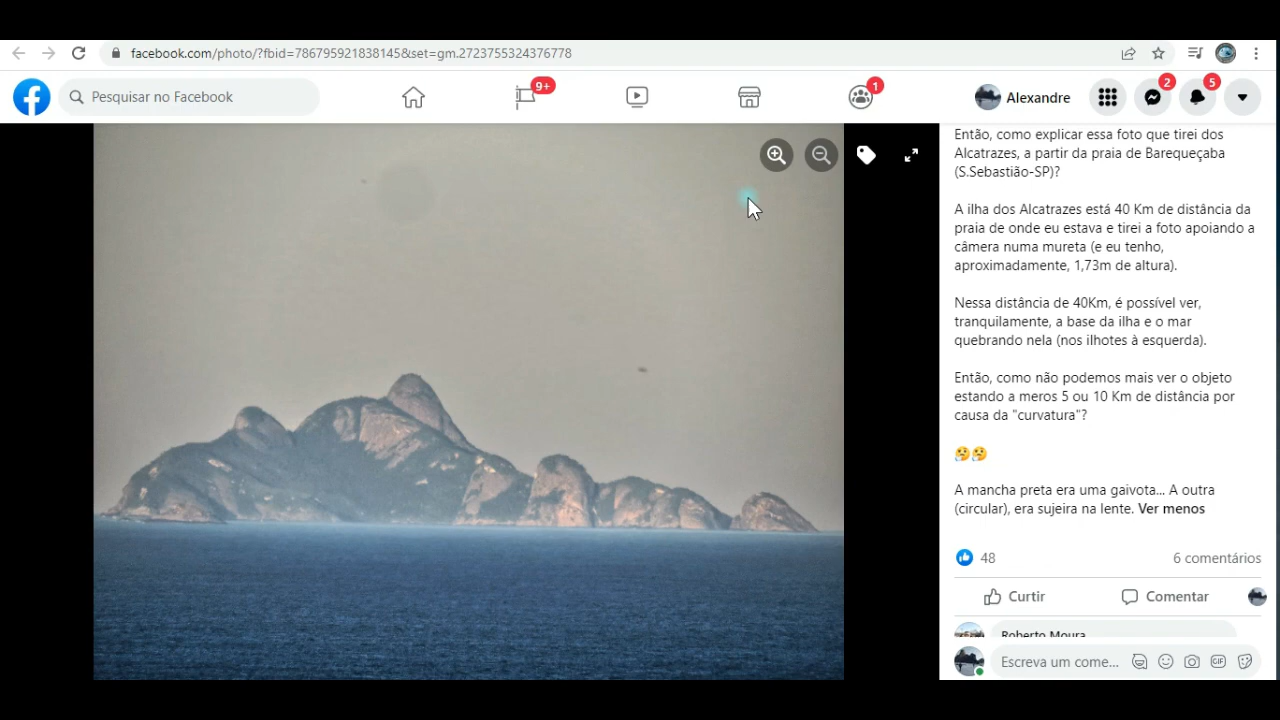 facebook.com/photo/?fbid=786795921838145&set=gm.2723755324376778
Pesquisar no Facebook
9+
1
Alexandre
2
5
Então, como explicar essa foto que tirei dos
Alcatrazes, a partir da praia de Barequeçaba
(S.Sebastião-SP)?
A ilha dos Alcatrazes está 40 Km de distância da
praia de onde eu estava e tirei a foto apoiando a
câmera numa mureta (e eu tenho,
aproximadamente, 1,73m de altura).
Nessa distância de 40Km, é possível ver,
tranquilamente, a base da ilha e o mar
quebrando nela (nos ilhotes à esquerda).
Então, como não podemos mais ver o objeto
estando a meros 5 ou 10 Km de distância por
causa da "curvatura"?
A mancha preta era uma gaivota... A outra
(circular), era sujeira na lente. Ver menos
48
6 comentários
Curtir
Comentar
Roberto Moura
Escreva um come...
GIF